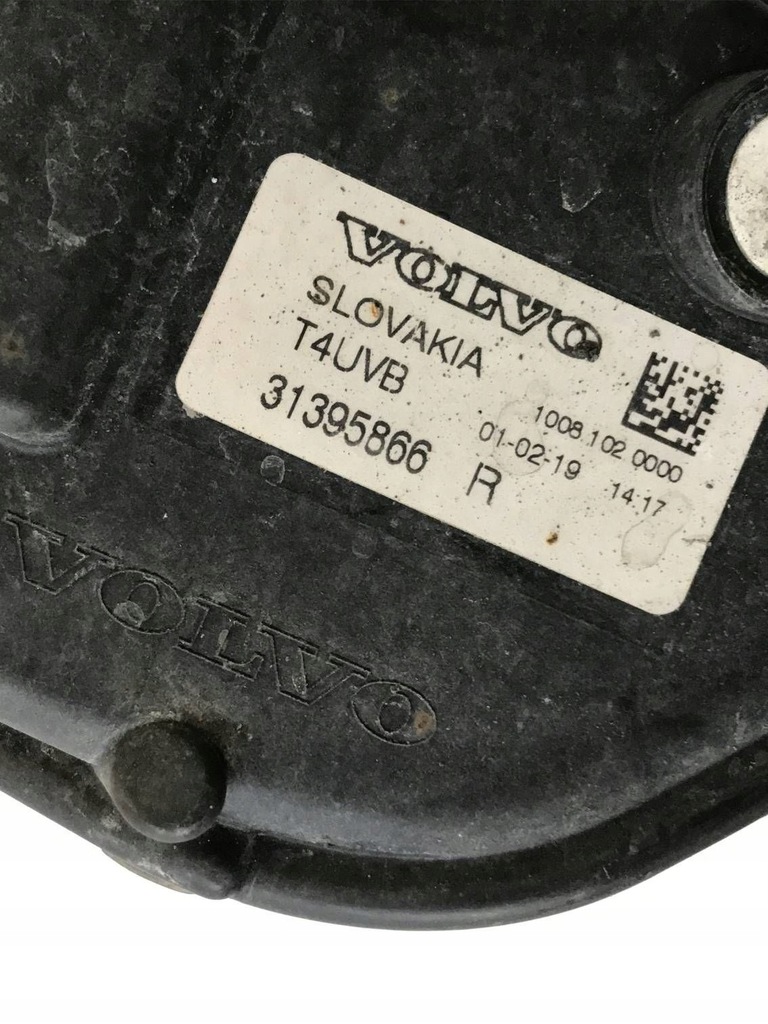 VOLVO
SLOVAKIA
T4UVB
31395866 R
1008.102.0000
01-02-19 14:17
VOLVO